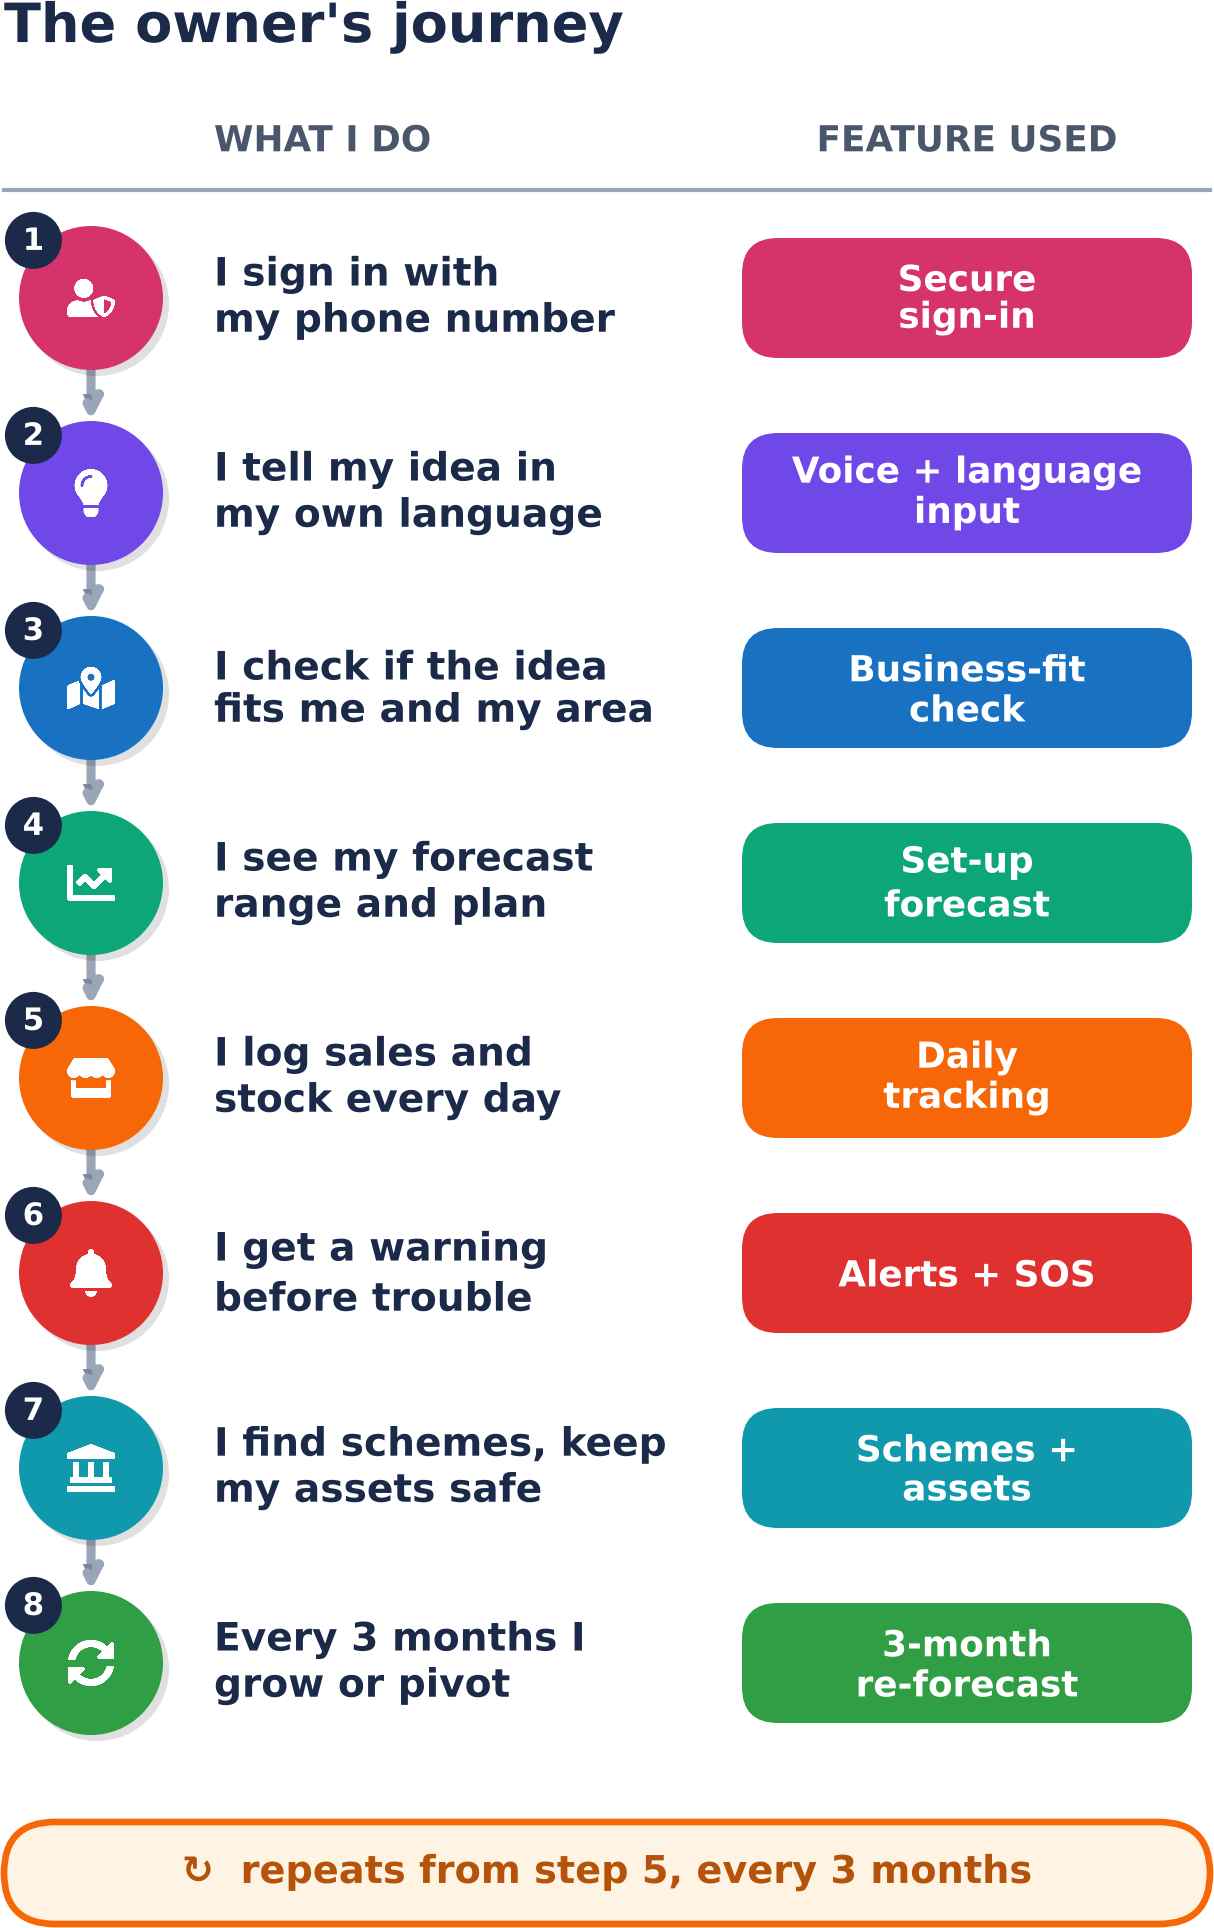 The owner's journey
WHAT I DO
FEATURE USED
1
I sign in with
my phone number
Secure
sign-in
2
I tell my idea in
my own language
Voice + language
input
3
I check if the idea
fits me and my area
Business-fit
check
4
I see my forecast
range and plan
Set-up
forecast
5
I log sales and
stock every day
Daily
tracking
6
I get a warning
before trouble
Alerts + SOS
7
I find schemes, keep
my assets safe
Schemes +
assets
8
Every 3 months I
grow or pivot
3-month
re-forecast
↻ repeats from step 5, every 3 months